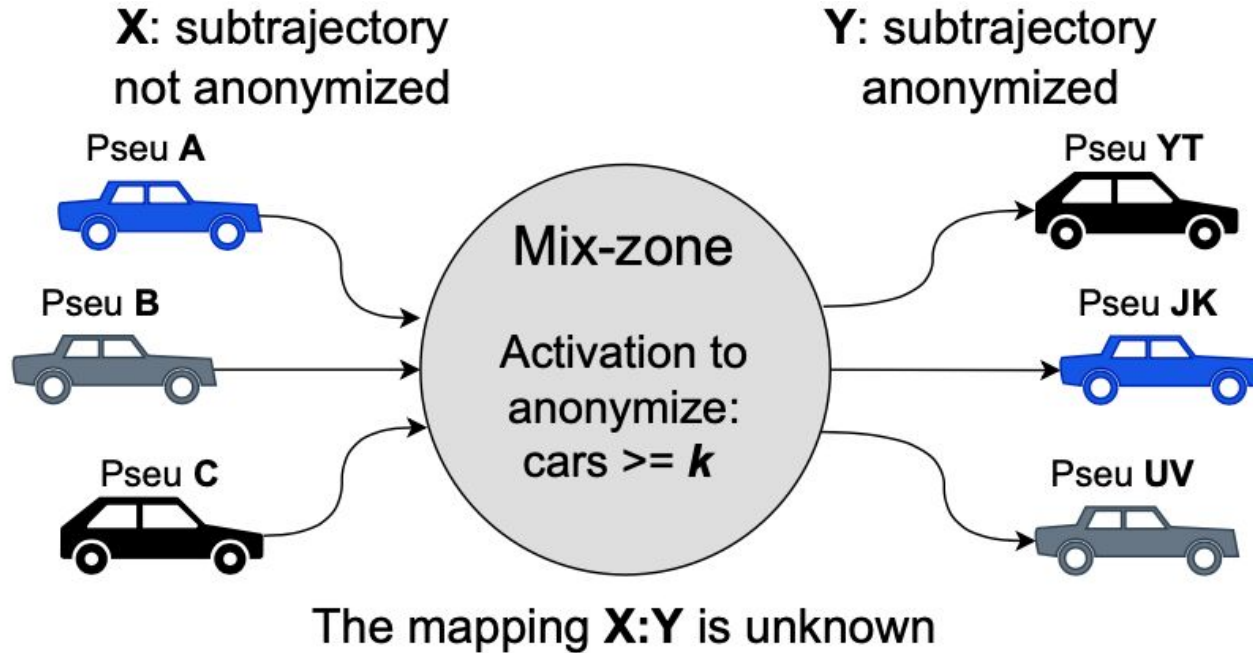 X: subtrajectory
not anonymized
Y: subtrajectory
anonymized
Pseu A
Pseu B
Pseu C
Mix-zone
Activation to
anonymize:
cars >= k
Pseu YT
Pseu JK
Pseu UV
The mapping X:Y is unknown